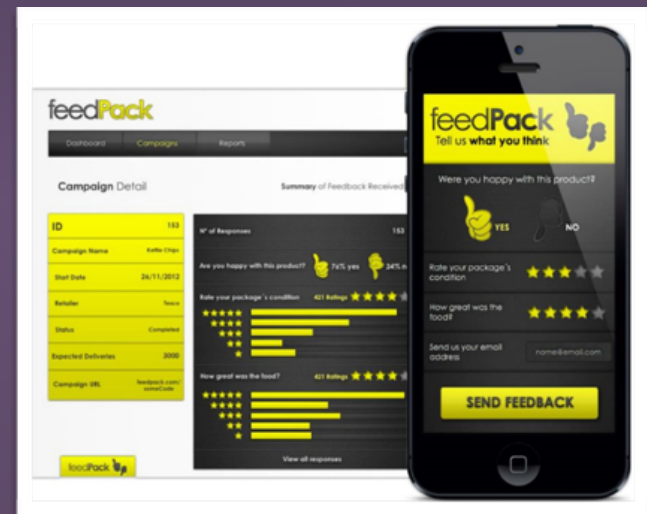 feedPack
Dashboard Campaigns Reports
Campaign Detail
Summary of Feedback Received
ID 153
Campaign Name Kettle Chips
Start Date 26/11/2012
Retailer Tesco
Status Completed
Expected Deliveries 3000
Campaign URL feedpack.com/
someCode
feedPack
Nº of Responses 153
Are you happy with this product? 76% yes 24% n
Rate your package´s condition 421 Ratings
How great was the food? 421 Ratings
View all responses
feedPack
Tell us what you think
Were you happy with this product?
YES NO
Rate your package´s
condition
How great was the
food?
Send us your email
address
name@email.com
SEND FEEDBACK